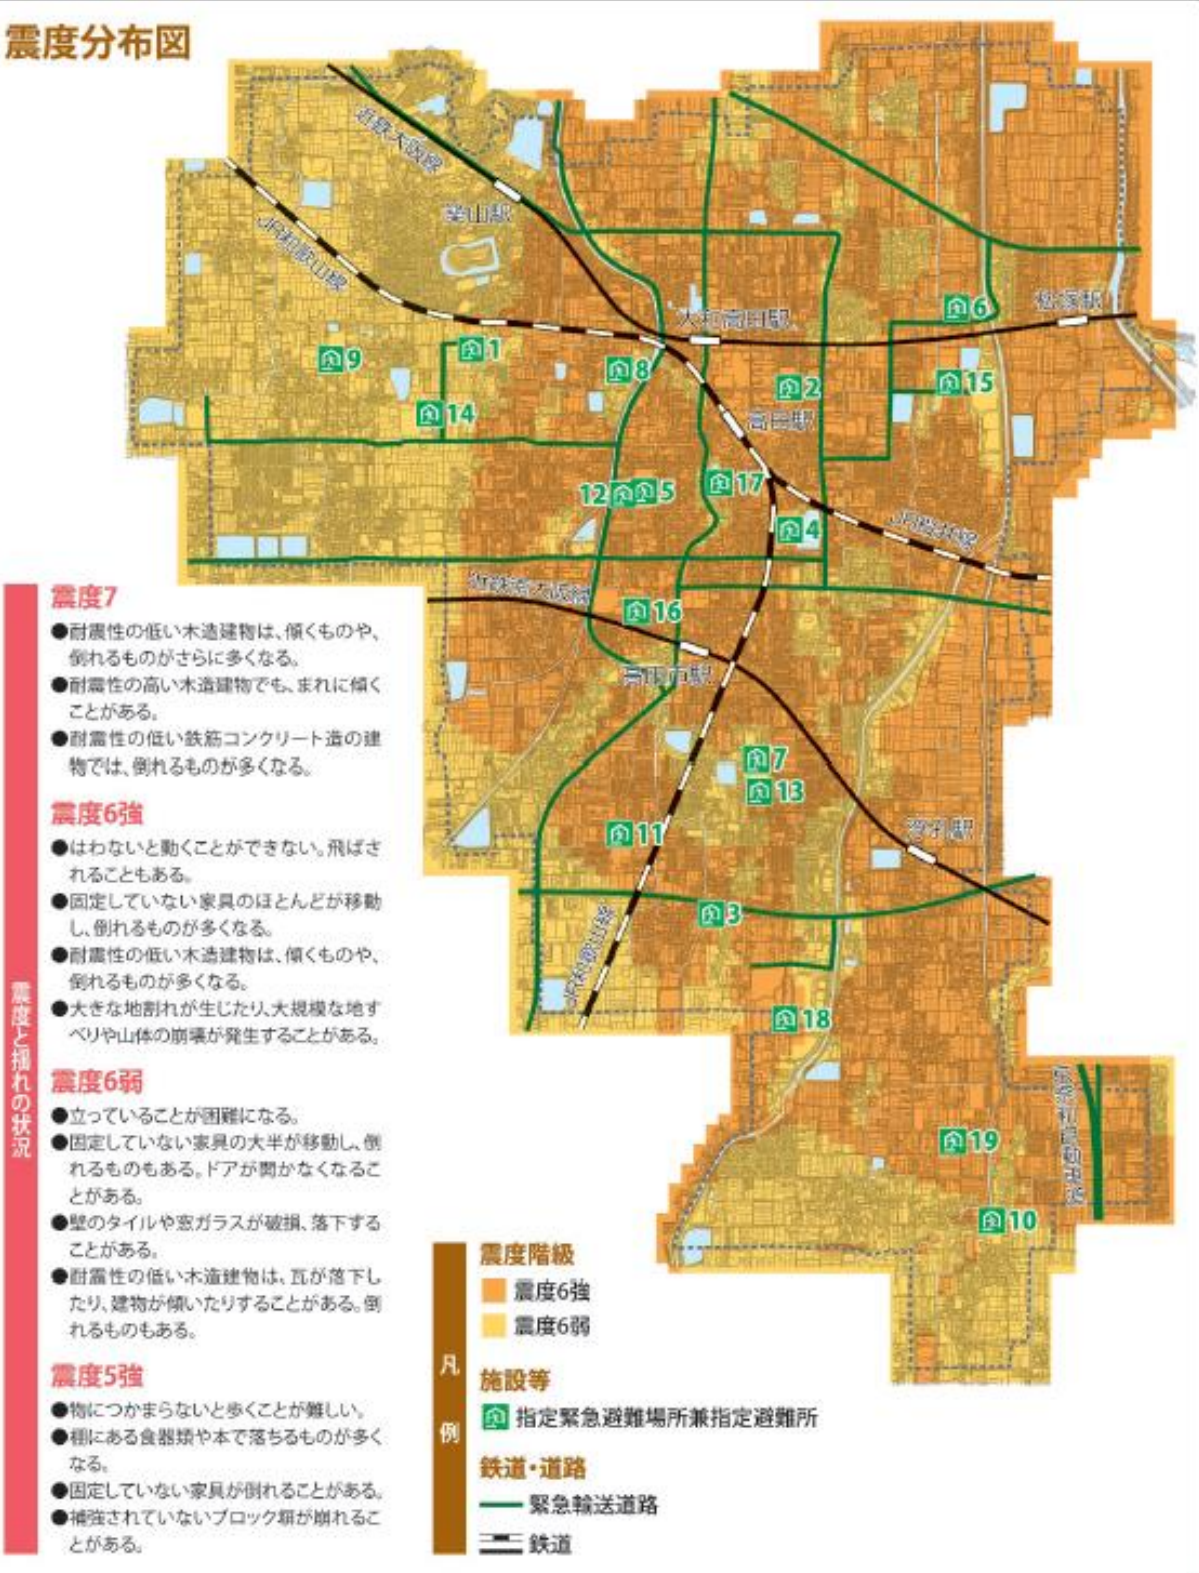 震度分布図
近鉄大阪線
築山駅
JR和歌山線
大和高田駅
松塚駅
6
9
1
8
2
15
14
高田駅
12
5
17
4
JR桜井線
近鉄南大阪線
16
高田市駅
7
13
11
浮孔駅
3
JR和歌山線
18
19
10
震度7
●耐震性の低い木造建物は、傾くものや、
倒れるものがさらに多くなる。
●耐震性の高い木造建物でも、まれに傾く
ことがある。
●耐震性の低い鉄筋コンクリート造の建
物では、倒れるものが多くなる。
震度6強
●はわないと動くことができない。飛ばさ
れることもある。
●固定していない家具のほとんどが移動
し、倒れるものが多くなる。
●耐震性の低い木造建物は、傾くものや、
倒れるものが多くなる。
●大きな地割れが生じたり、大規模な地す
べりや山体の崩壊が発生することがある。
震度6弱
●立っていることが困難になる。
●固定していない家具の大半が移動し、倒
れるものもある。ドアが開かなくなるこ
とがある。
●壁のタイルや窓ガラスが破損、落下する
ことがある。
●耐震性の低い木造建物は、瓦が落下し
たり、建物が傾いたりすることがある。倒
れるものもある。
震度5強
●物につかまらないと歩くことが難しい。
●棚にある食器類や本で落ちるものが多く
なる。
●固定していない家具が倒れることがある。
●補強されていないブロック塀が崩れるこ
とがある。
震度と揺れの状況
凡例
震度階級
震度6強
震度6弱
施設等
指定緊急避難場所兼指定避難所
鉄道・道路
緊急輸送道路
鉄道